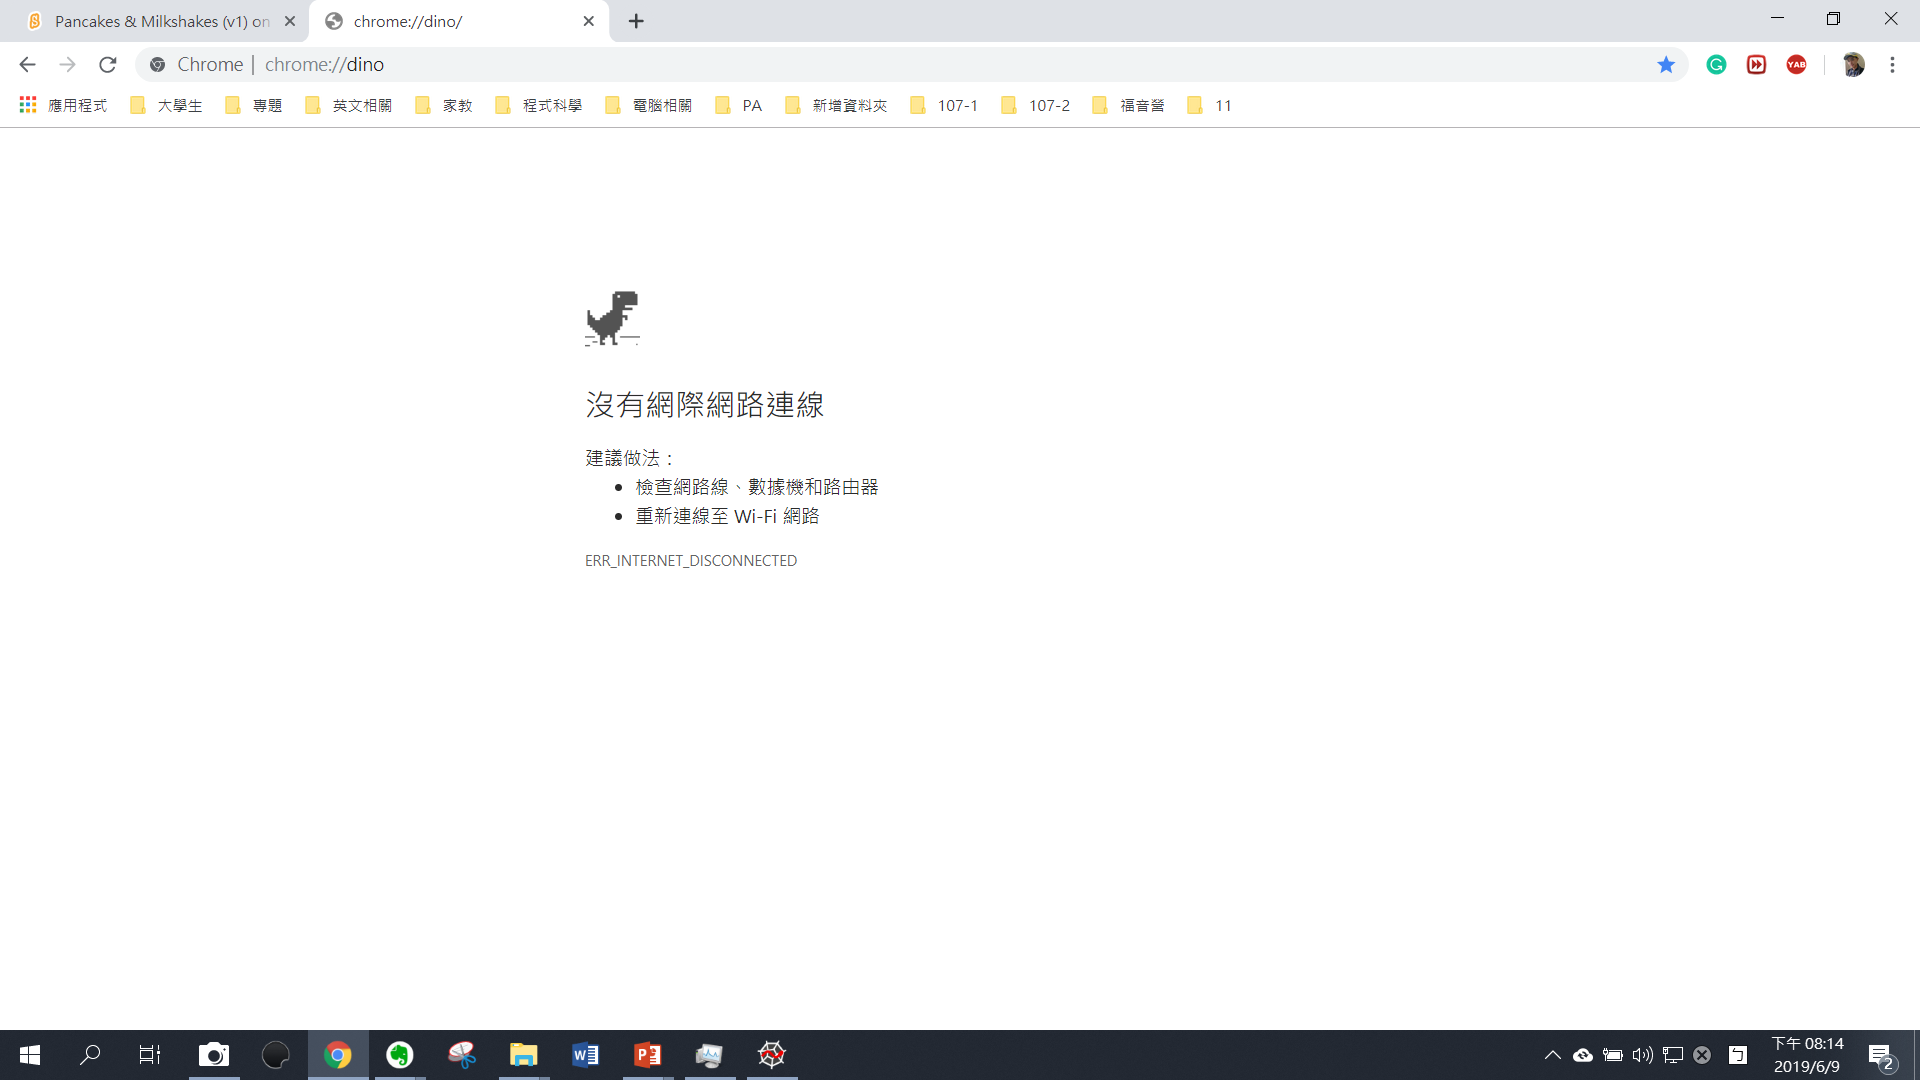 Pancakes & Milkshakes (v1) on
chrome://dino/
Chrome | chrome://dino
YAB
應用程式 大學生 專題 英文相關 家教 程式科學 電腦相關 PA 新增資料夾 107-1 107-2 福音營 11
沒有網際網路連線
建議做法：
檢查網路線、數據機和路由器
重新連線至 Wi-Fi 網路
ERR_INTERNET_DISCONNECTED
下午 08:14
2019/6/9
2